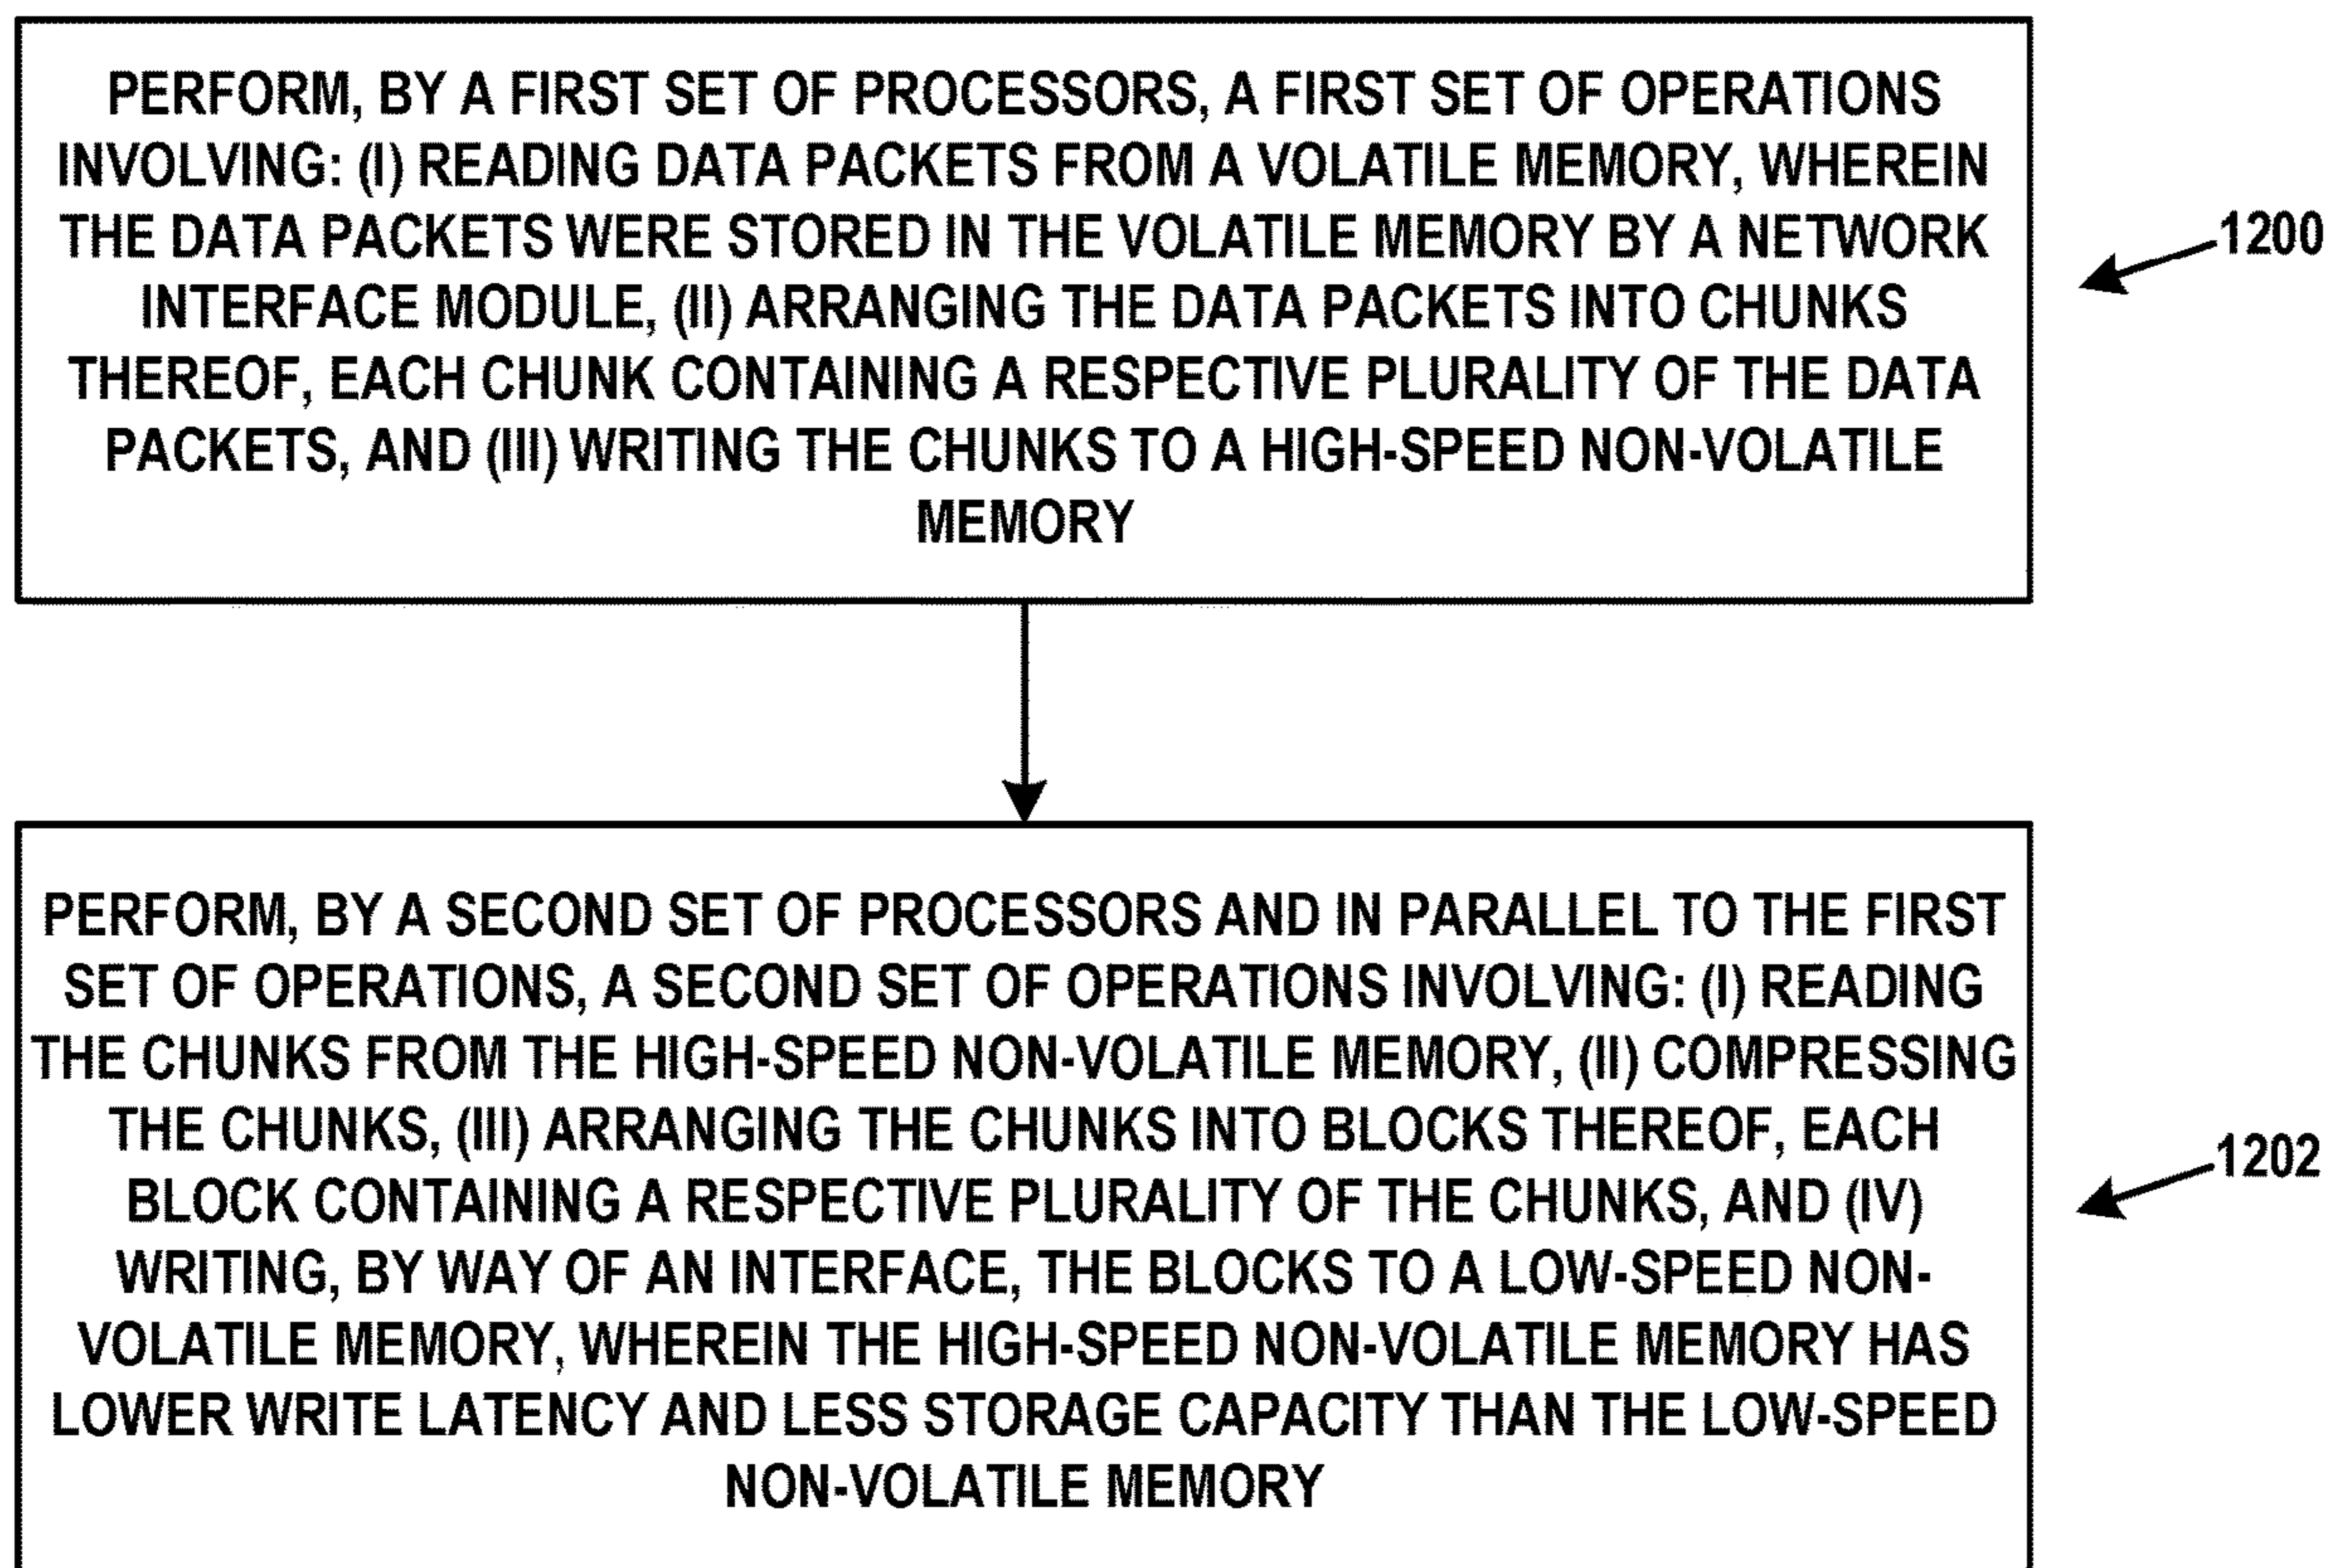 PERFORM, BY A FIRST SET OF PROCESSORS, A FIRST SET OF OPERATIONS
INVOLVING: (I) READING DATA PACKETS FROM A VOLATILE MEMORY, WHEREIN
THE DATA PACKETS WERE STORED IN THE VOLATILE MEMORY BY A NETWORK
INTERFACE MODULE, (II) ARRANGING THE DATA PACKETS INTO CHUNKS
THEREOF, EACH CHUNK CONTAINING A RESPECTIVE PLURALITY OF THE DATA
PACKETS, AND (III) WRITING THE CHUNKS TO A HIGH-SPEED NON-VOLATILE
MEMORY
1200
PERFORM, BY A SECOND SET OF PROCESSORS AND IN PARALLEL TO THE FIRST
SET OF OPERATIONS, A SECOND SET OF OPERATIONS INVOLVING: (I) READING
THE CHUNKS FROM THE HIGH-SPEED NON-VOLATILE MEMORY, (II) COMPRESSING
THE CHUNKS, (III) ARRANGING THE CHUNKS INTO BLOCKS THEREOF, EACH
BLOCK CONTAINING A RESPECTIVE PLURALITY OF THE CHUNKS, AND (IV)
WRITING, BY WAY OF AN INTERFACE, THE BLOCKS TO A LOW-SPEED NON-
VOLATILE MEMORY, WHEREIN THE HIGH-SPEED NON-VOLATILE MEMORY HAS
LOWER WRITE LATENCY AND LESS STORAGE CAPACITY THAN THE LOW-SPEED
NON-VOLATILE MEMORY
1202